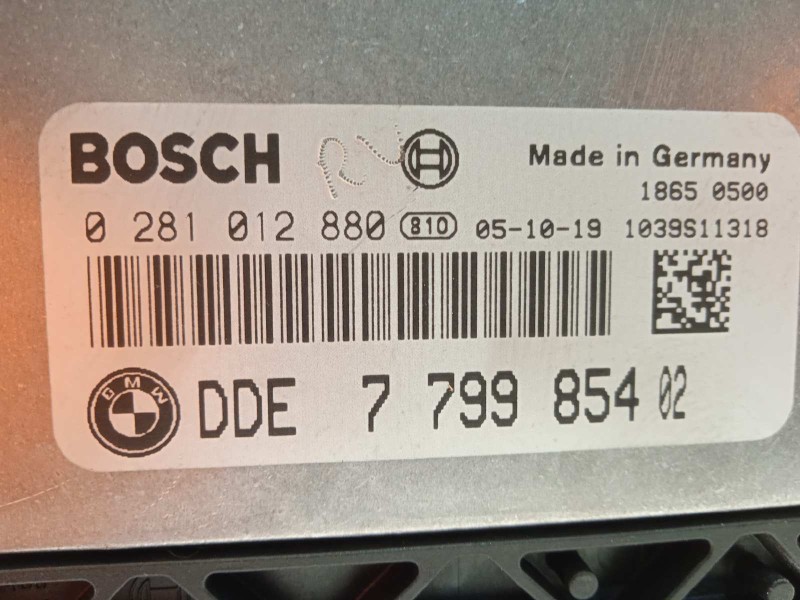 BOSCH
RV
Made in Germany
1865 0500
0 281 012 880 810 05-10-19 1039S11318
BMW DDE 7 799 854 02